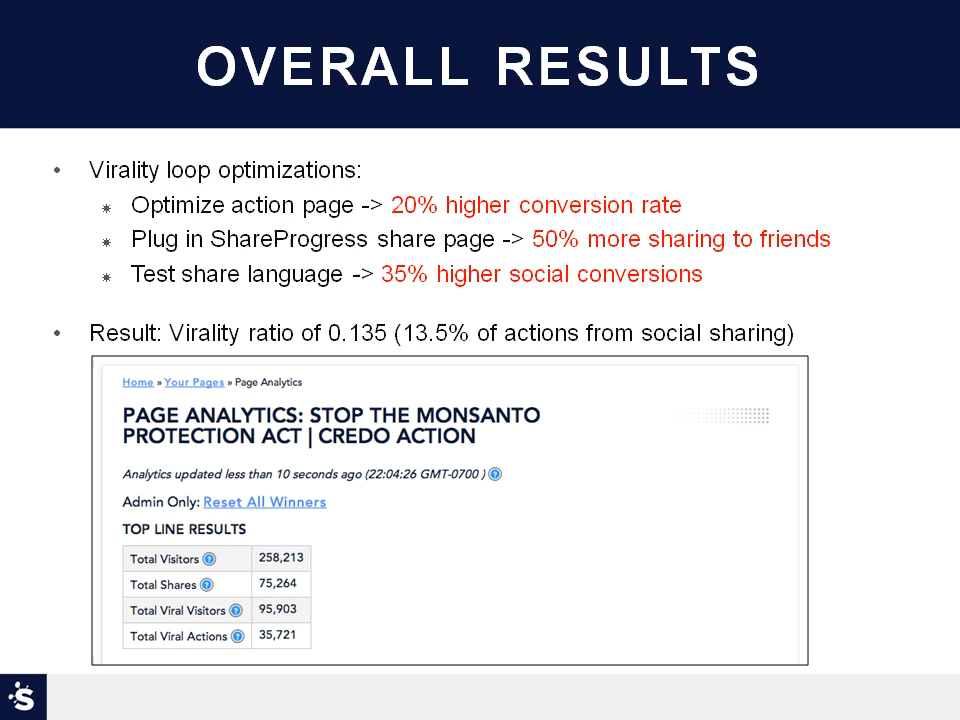 OVERALL RESULTS
• Virality loop optimizations:
Optimize action page -> 20% higher conversion rate
Plug in ShareProgress share page -> 50% more sharing to friends
Test share language -> 35% higher social conversions
• Result: Virality ratio of 0.135 (13.5% of actions from social sharing)
Home » Your Pages » Page Analytics
PAGE ANALYTICS: STOP THE MONSANTO
PROTECTION ACT | CREDO ACTION
Analytics updated less than 10 seconds ago (22:04:26 GMT-0700 ) ?
Admin Only: Reset All Winners
TOP LINE RESULTS
Total Visitors ? 258,213
Total Shares ? 75,264
Total Viral Visitors ? 95,903
Total Viral Actions ? 35,721
S